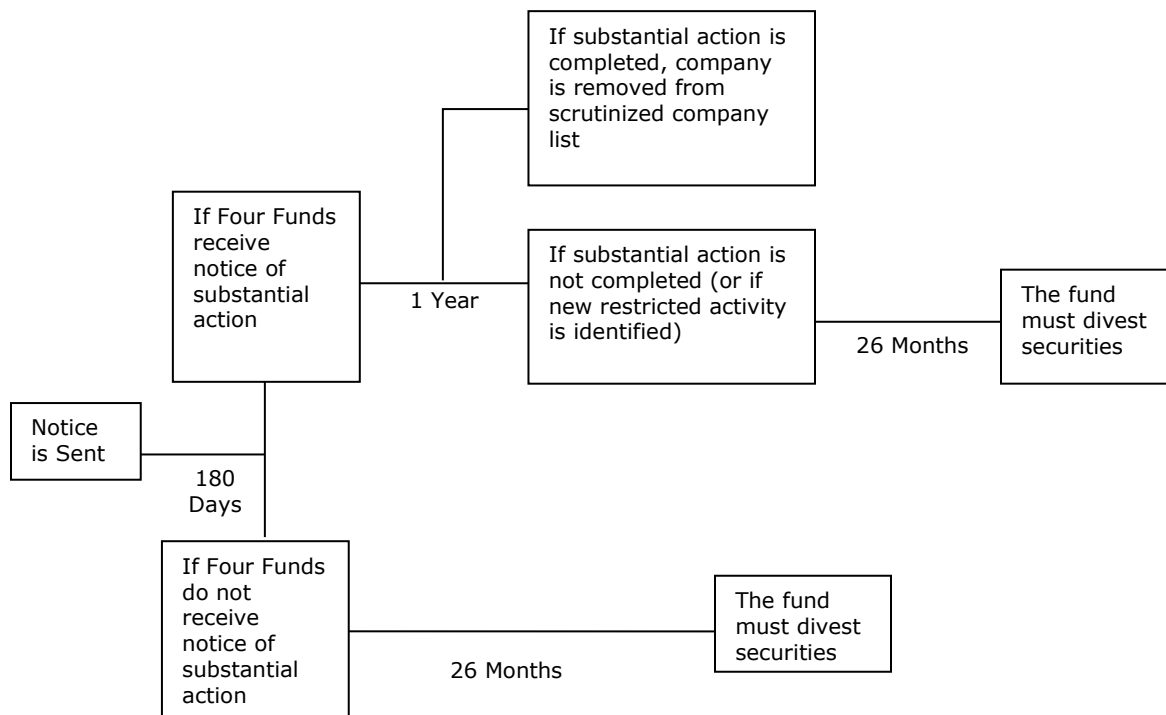 If substantial action is
completed, company
is removed from
scrutinized company
list
If Four Funds
receive
notice of
substantial
action
1 Year
If substantial action is
not completed (or if
new restricted activity
is identified)
26 Months
The fund
must divest
securities
Notice
is Sent
180
Days
If Four Funds
do not
receive
notice of
substantial
action
26 Months
The fund
must divest
securities